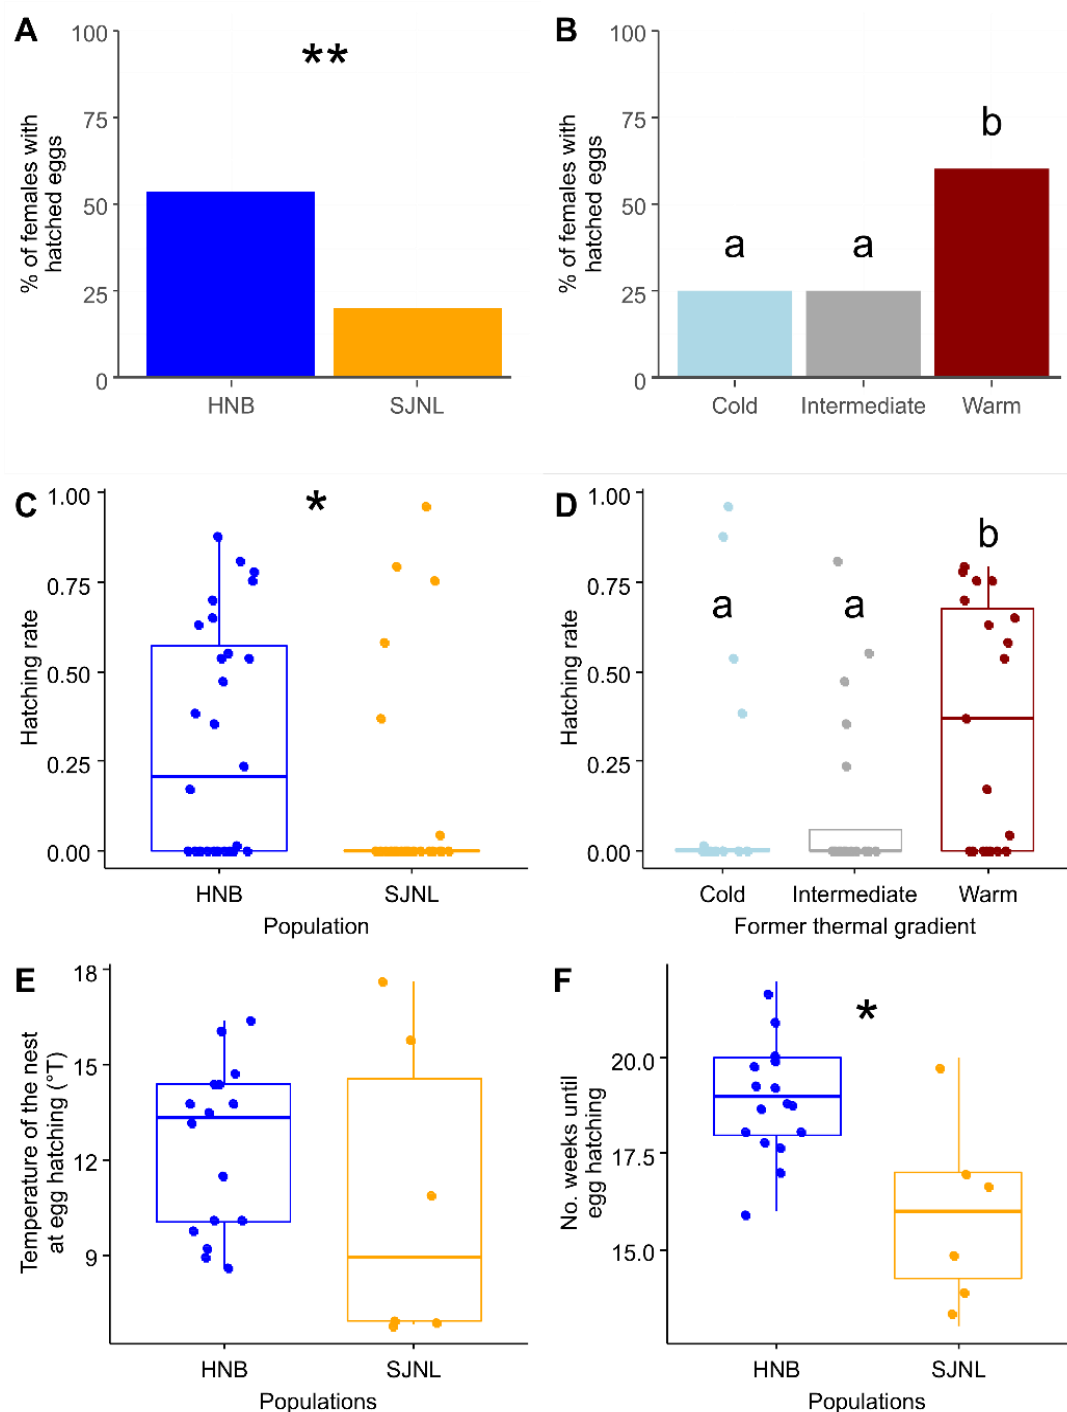 A
100
75
50
25
0
% of females with
hatched eggs
**
HNB
SJNL
B
100
75
50
25
0
% of females with
hatched eggs
a
a
b
Cold
Intermediate
Warm
C
1.00
0.75
0.50
0.25
0.00
Hatching rate
*
HNB
SJNL
Population
D
1.00
0.75
0.50
0.25
0.00
Hatching rate
a
a
b
Cold
Intermediate
Warm
Former thermal gradient
E
18
15
12
9
Temperature of the nest
at egg hatching (°T)
HNB
SJNL
Populations
F
20.0
17.5
15.0
No. weeks until
egg hatching
*
HNB
SJNL
Populations